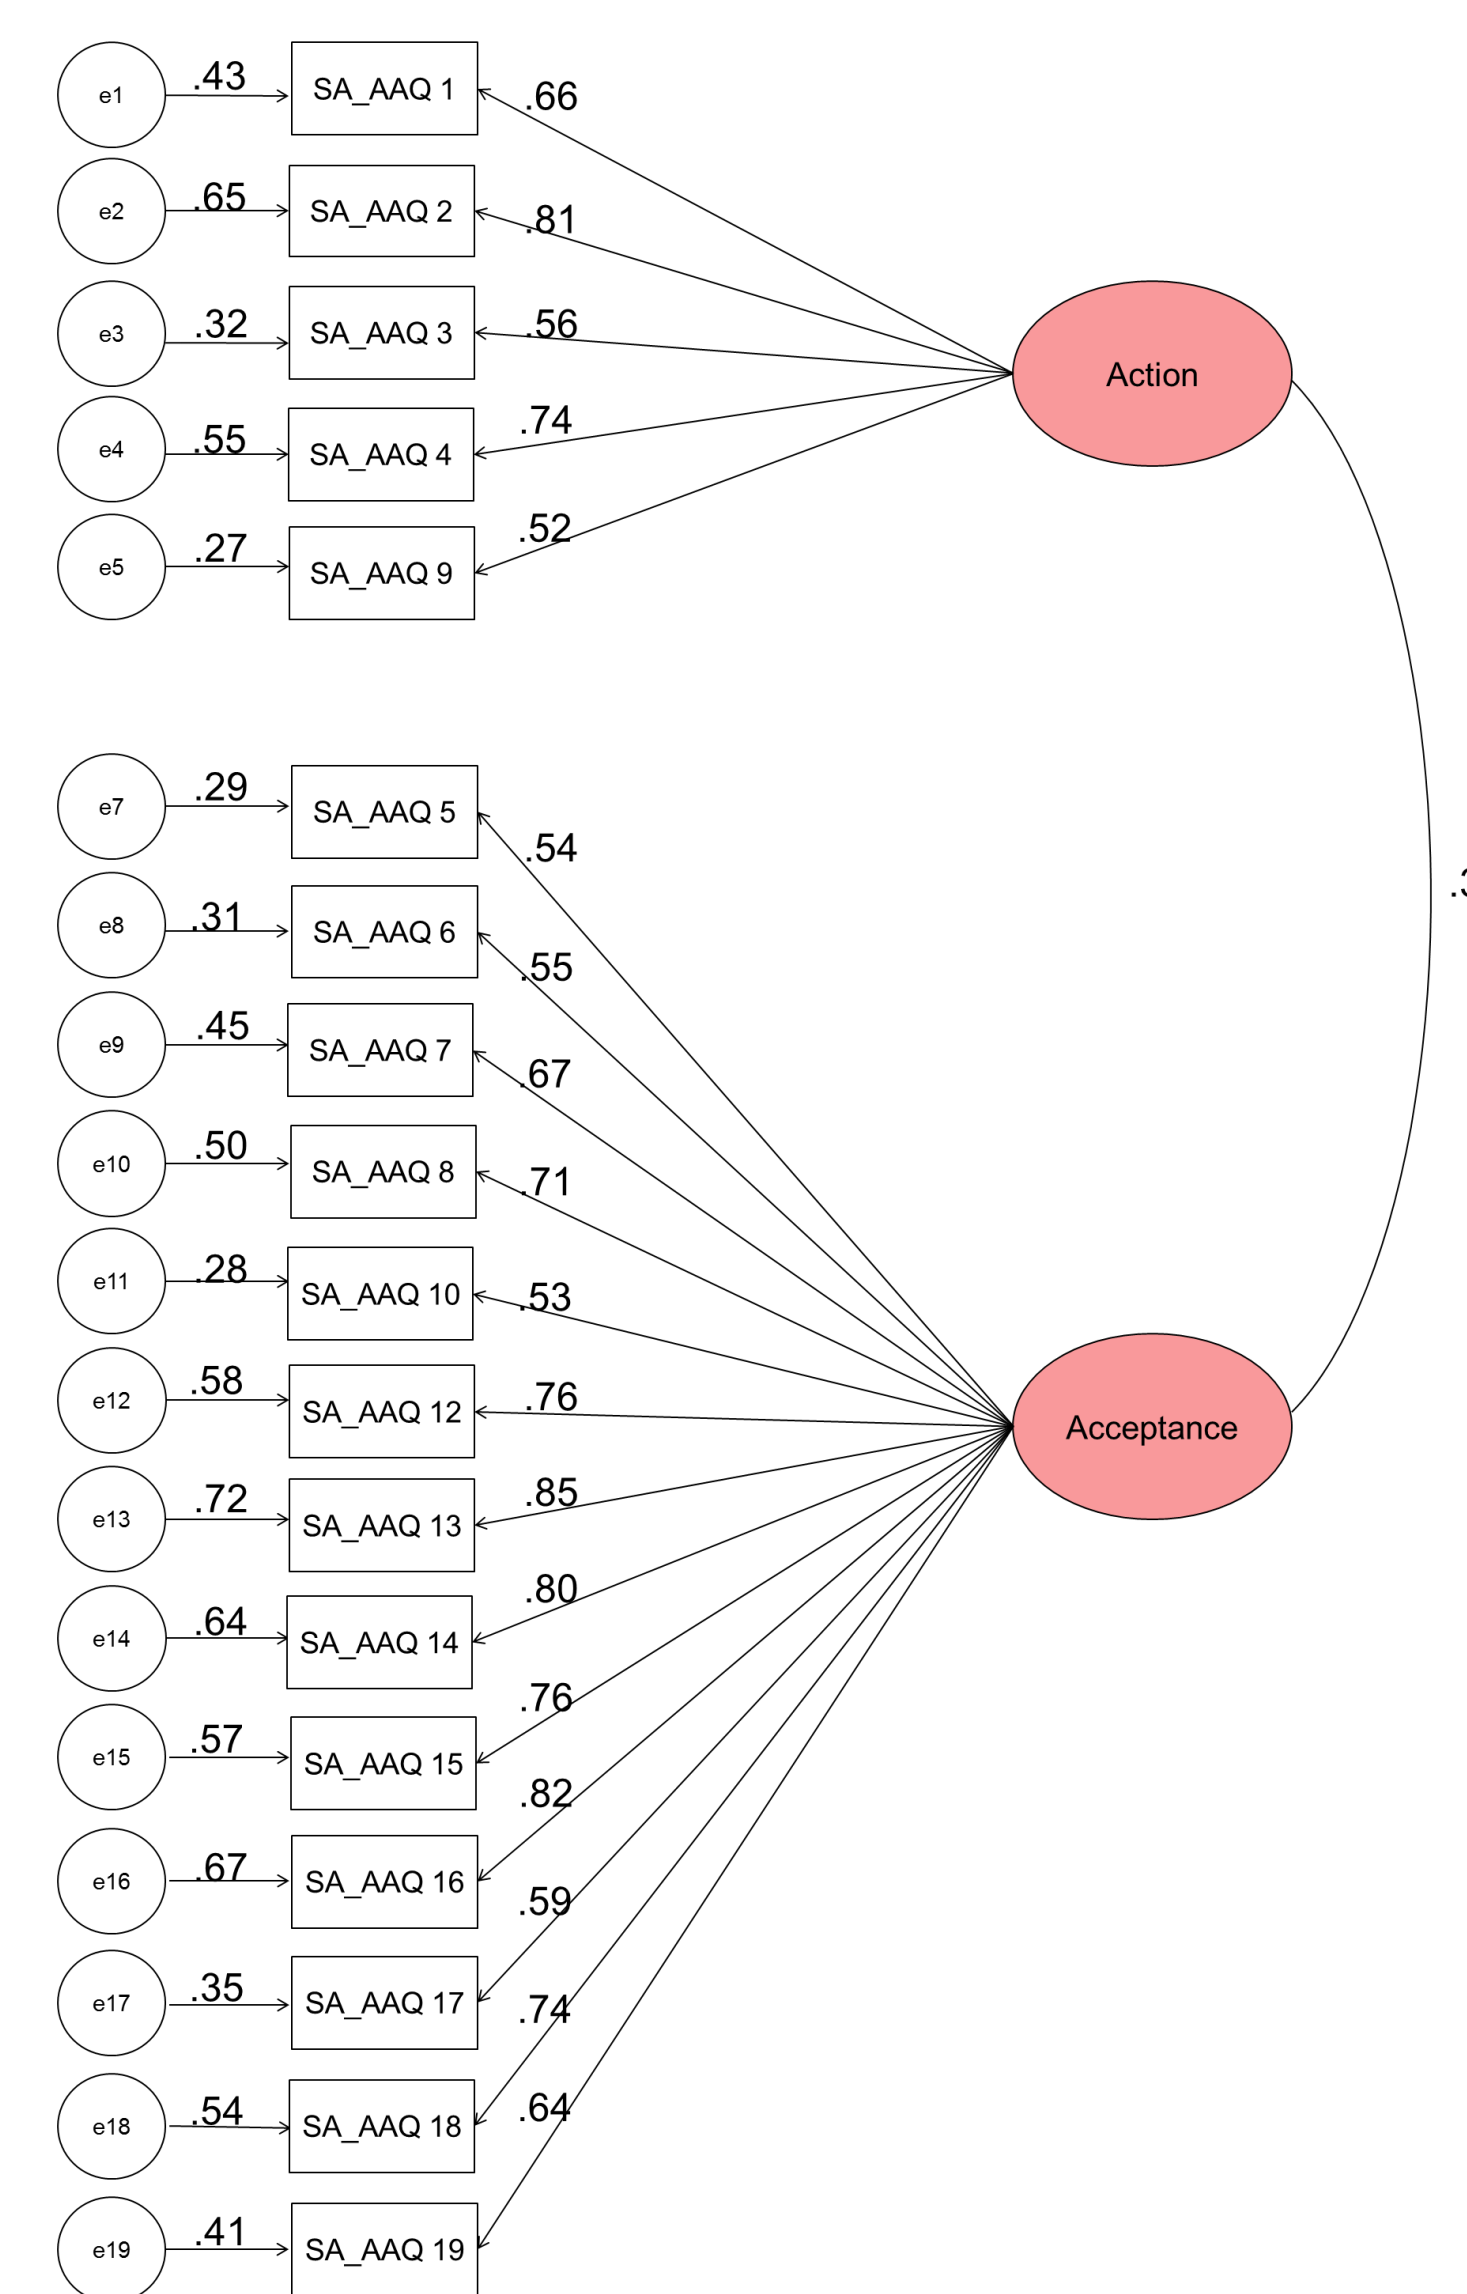 e1 .43 SA_AAQ 1 .66
e2 .65 SA_AAQ 2 .81
e3 .32 SA_AAQ 3 .56
Action
e4 .55 SA_AAQ 4 .74
e5 .27 SA_AAQ 9 .52
e7 .29 SA_AAQ 5 .54
e8 .31 SA_AAQ 6 .55
e9 .45 SA_AAQ 7 .67
e10 .50 SA_AAQ 8 .71
e11 .28 SA_AAQ 10 .53
e12 .58 SA_AAQ 12 .76
Acceptance
e13 .72 SA_AAQ 13 .85
e14 .64 SA_AAQ 14 .80
e15 .57 SA_AAQ 15 .76
e16 .67 SA_AAQ 16 .82
e17 .35 SA_AAQ 17 .59
e18 .54 SA_AAQ 18 .74
e19 .41 SA_AAQ 19 .64